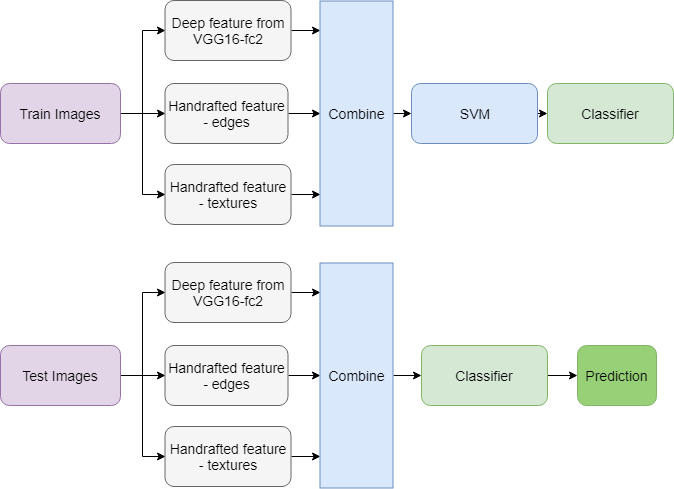 Deep feature from
VGG16-fc2
Train Images
Handrafted feature
- edges
Combine
SVM
Classifier
Handrafted feature
- textures
Deep feature from
VGG16-fc2
Test Images
Handrafted feature
- edges
Combine
Classifier
Prediction
Handrafted feature
- textures